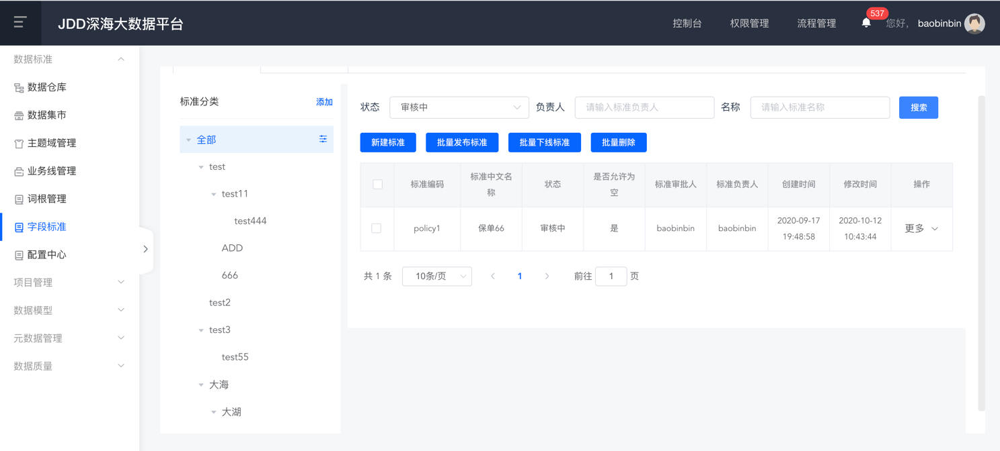 JDD深海大数据平台
控制台
权限管理
流程管理
537
您好，
baobinbin
数据标准
数据仓库
数据集市
主题域管理
业务线管理
词根管理
字段标准
配置中心
项目管理
数据模型
元数据管理
数据质量
标准分类
添加
全部
test
test11
test444
ADD
666
test2
test3
test55
大海
大湖
状态
审核中
负责人
请输入标准负责人
名称
请输入标准名称
搜索
新建标准
批量发布标准
批量下线标准
批量删除
标准编码
标准中文名
称
状态
是否允许为
空
标准审批人
标准负责人
创建时间
修改时间
操作
policy1
保单66
审核中
是
baobinbin
baobinbin
2020-09-17
19:48:58
2020-10-12
10:43:44
更多
共 1 条
10条/页
1
前往
1
页